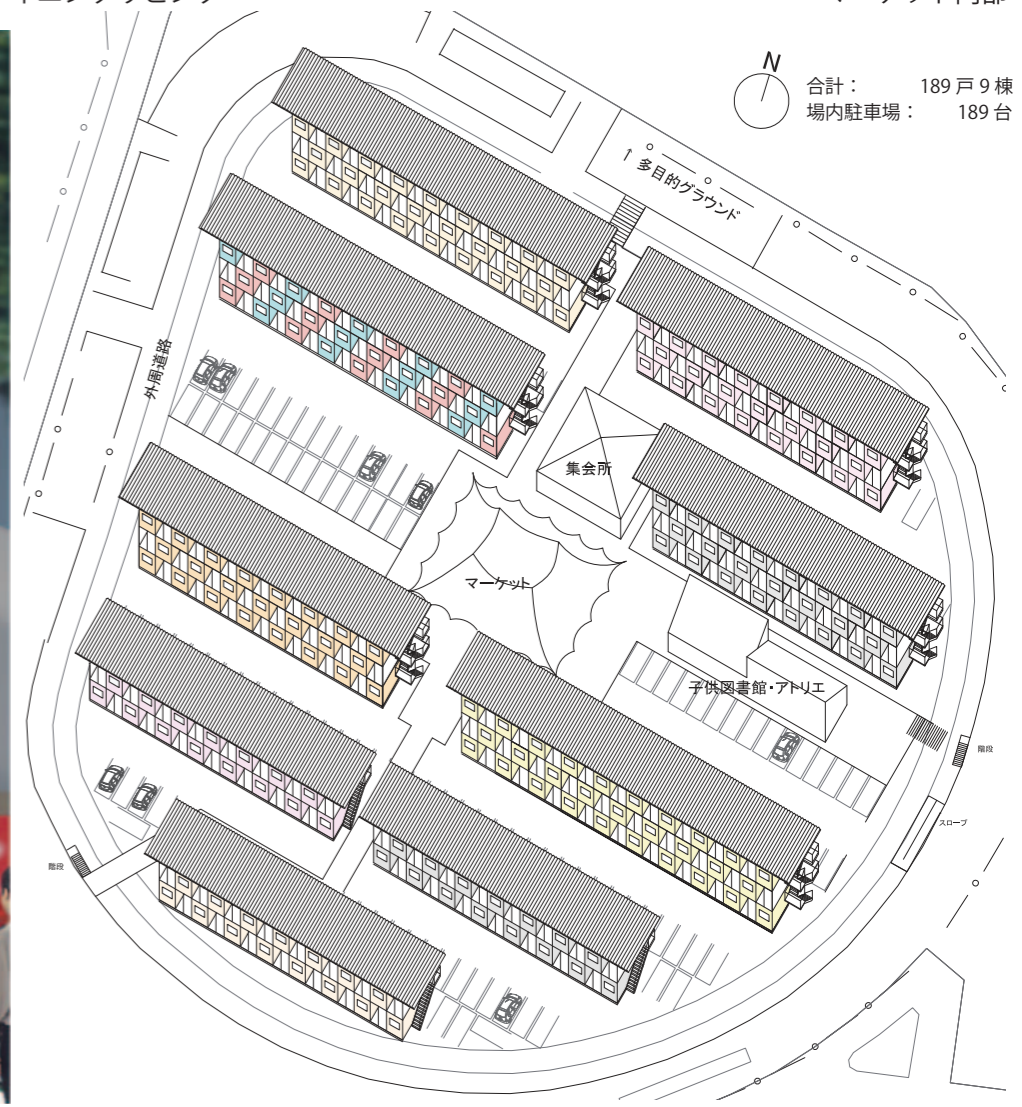 N
合計： 189 戸 9 棟
場内駐車場： 189 台
↑ 多目的グラウンド
外周道路
集会所
マーケット
子供図書館・アトリエ
階段
スロープ
階段